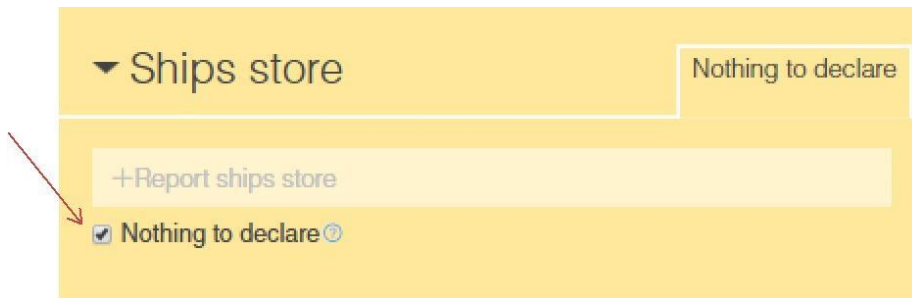 Ships store
Nothing to declare
+Report ships store
Nothing to declare